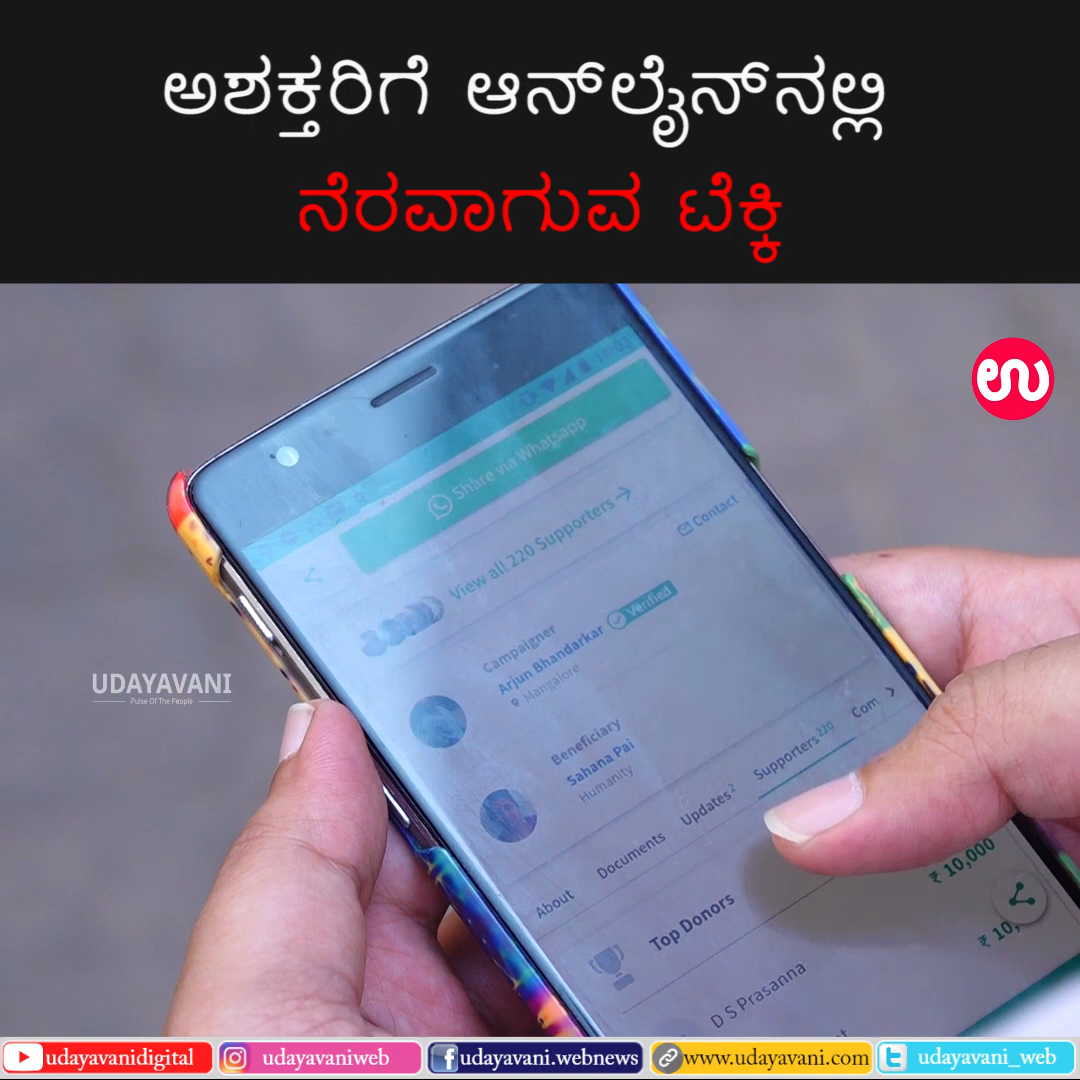 ಅಶಕ್ತರಿಗೆ ಆನ್‌ಲೈನ್‌ನಲ್ಲಿ
ನೆರವಾಗುವ ಟೆಕ್ಕಿ
ಉ
Share via Whatsapp
View all 220 Supporters →
Contact
Campaigner
Arjun Bhandarkar Verified
Mangalore
Beneficiary
Sahana Pai
Humanity
About Documents Updates 2 Supporters 220 Com
Top Donors
₹ 10,000
D S Prasanna
UDAYAVANI
Pulse Of The People
udayavanidigital udayavaniweb udayavani.webnews www.udayavani.com udayavani_web